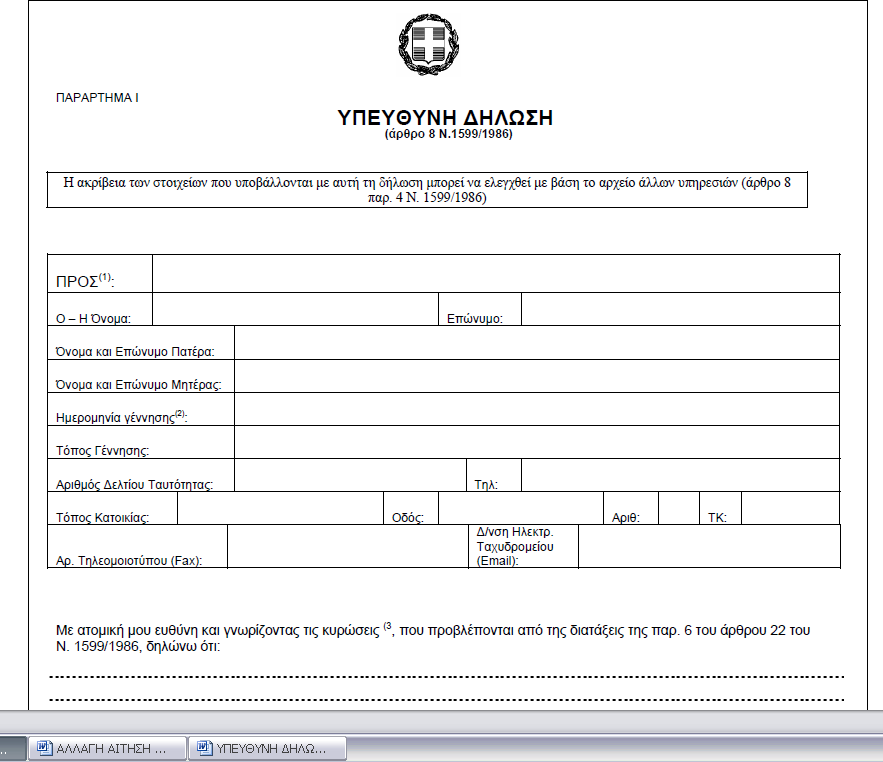 ΠΑΡΑΡΤΗΜΑ Ι
ΥΠΕΥΘΥΝΗ ΔΗΛΩΣΗ
(άρθρο 8 Ν.1599/1986)
Η ακρίβεια των στοιχείων που υποβάλλονται με αυτή τη δήλωση μπορεί να ελεγχθεί με βάση το αρχείο άλλων υπηρεσιών (άρθρο 8
παρ. 4 Ν. 1599/1986)
ΠΡΟΣ(1):
Ο – Η Όνομα: Επώνυμο:
Όνομα και Επώνυμο Πατέρα:
Όνομα και Επώνυμο Μητέρας:
Ημερομηνία γέννησης(2):
Τόπος Γέννησης:
Αριθμός Δελτίου Ταυτότητας: Τηλ:
Τόπος Κατοικίας: Οδός: Αριθ: ΤΚ:
Αρ. Τηλεομοιοτύπου (Fax): Δ/νση Ηλεκτρ.
Ταχυδρομείου
(Εmail):
Με ατομική μου ευθύνη και γνωρίζοντας τις κυρώσεις (3, που προβλέπονται από της διατάξεις της παρ. 6 του άρθρου 22 του
Ν. 1599/1986, δηλώνω ότι:
.. ΑΛΛΑΓΗ ΑΙΤΗΣΗ ... ΥΠΕΥΘΥΝΗ ΔΗΛΩ...